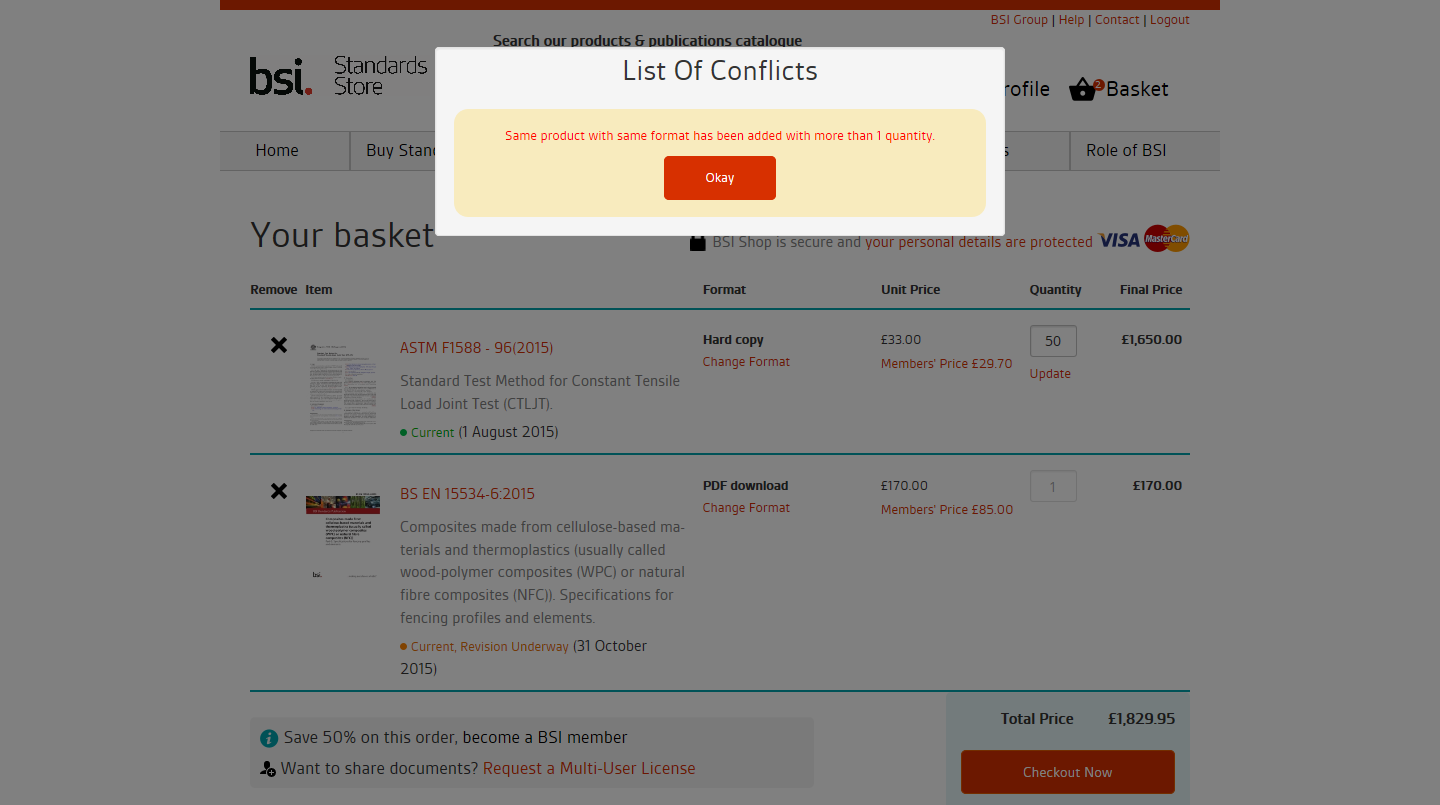 BSI Group | Help | Contact | Logout
Search our products & publications catalogue
List Of Conflicts
bsi. Standards
Store
rofile
2
Basket
Same product with same format has been added with more than 1 quantity.
Okay
Home
Buy Stan
s
Role of BSI
Your basket
BSI Shop is secure and your personal details are protected VISA MasterCard
Remove Item Format Unit Price Quantity Final Price
ASTM F1588 - 96(2015)
Standard Test Method for Constant Tensile
Load Joint Test (CTLJT).
Current (1 August 2015)
Hard copy
Change Format
£33.00
Members' Price £29.70
50
Update
£1,650.00
BS EN 15534-6:2015
Composites made from cellulose-based ma-
terials and thermoplastics (usually called
wood-polymer composites (WPC) or natural
fibre composites (NFC)). Specifications for
fencing profiles and elements.
Current, Revision Underway (31 October
2015)
PDF download
Change Format
£170.00
Members' Price £85.00
1
£170.00
bsi.
Save 50% on this order, become a BSI member
Want to share documents? Request a Multi-User License
Total Price £1,829.95
Checkout Now